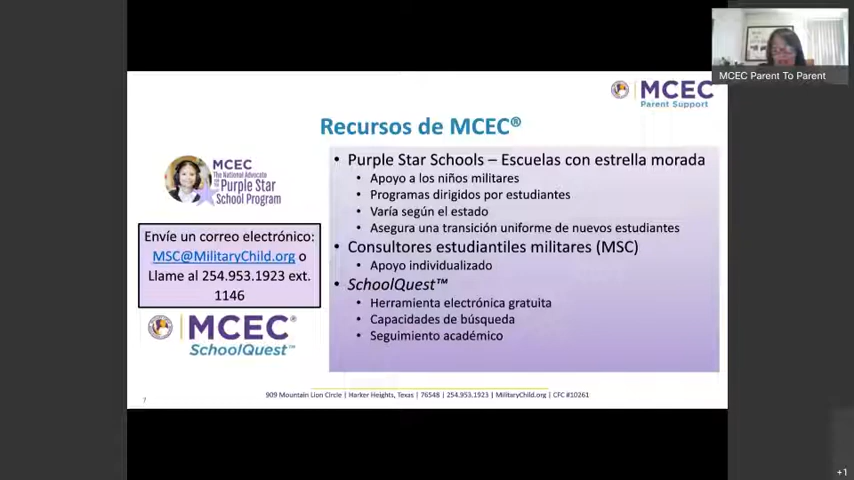 MCEC Parent To Parent
MCEC
Parent Support
Recursos de MCEC®
MCEC
The National Advocate
for the Purple Star
School Program
Envíe un correo electrónico:
MSC@MilitaryChild.org o
Llame al 254.953.1923 ext.
1146
MCEC®
SchoolQuest™
• Purple Star Schools – Escuelas con estrella morada
• Apoyo a los niños militares
• Programas dirigidos por estudiantes
• Varía según el estado
• Asegura una transición uniforme de nuevos estudiantes
• Consultores estudiantiles militares (MSC)
• Apoyo individualizado
• SchoolQuest™
• Herramienta electrónica gratuita
• Capacidades de búsqueda
• Seguimiento académico
909 Mountain Lion Circle | Harker Heights, Texas | 76548 | 254.953.1923 | MilitaryChild.org | CFC #10261
7
+1